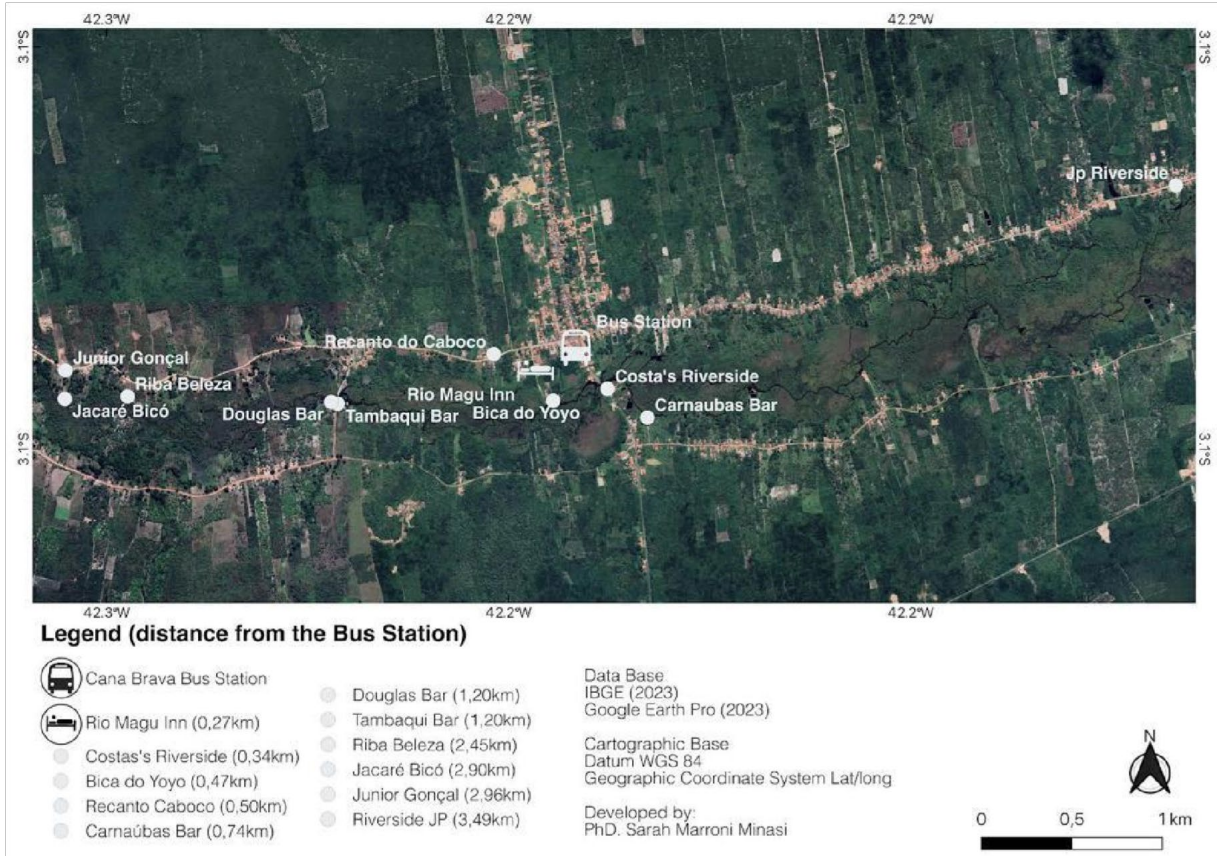 42.3°W
42.2°W
42.2°W
3.1°S
3.1°S
Jp Riverside
Bus Station
Recanto do Caboco
Junior Gonçal
Riba Beleza
Jacaré Bicó
Douglas Bar
Tambaqui Bar
Rio Magu Inn
Bica do Yoyo
Costa's Riverside
Carnaubas Bar
3.1°S
3.1°S
42.3°W
42.2°W
42.2°W
Legend (distance from the Bus Station)
Cana Brava Bus Station
Rio Magu Inn (0,27km)
Costas's Riverside (0,34km)
Bica do Yoyo (0,47km)
Recanto Caboco (0,50km)
Carnaúbas Bar (0,74km)
Douglas Bar (1,20km)
Tambaqui Bar (1,20km)
Riba Beleza (2,45km)
Jacaré Bicó (2,90km)
Junior Gonçal (2,96km)
Riverside JP (3,49km)
Data Base
IBGE (2023)
Google Earth Pro (2023)
Cartographic Base
Datum WGS 84
Geographic Coordinate System Lat/long
Developed by:
PhD. Sarah Marroni Minasi
N
0 0,5 1 km